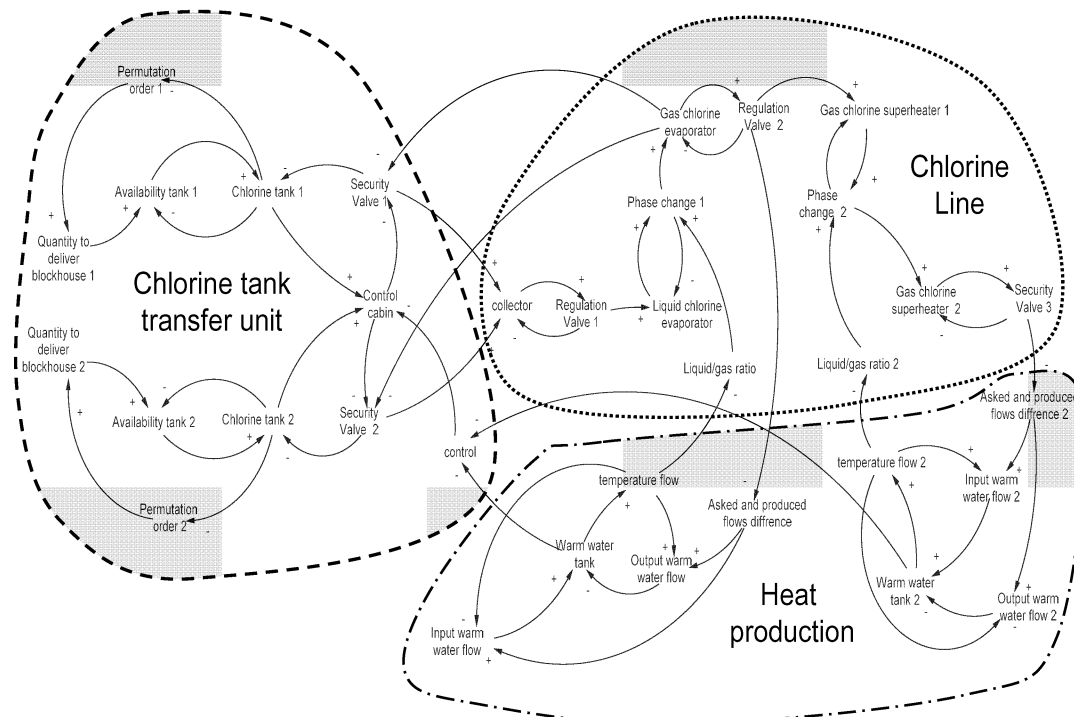 Permutation
order 1
Availability tank 1
Chlorine tank 1
Security
Valve 1
Quantity to
deliver
blockhouse 1
Chlorine tank
transfer unit
Control
cabin
Quantity to
deliver
blockhouse 2
Availability tank 2
Chlorine tank 2
Security
Valve 2
control
Permutation
order 2
Gas chlorine
evaporator
Regulation
Valve 2
Gas chlorine superheater 1
Chlorine
Line
Phase change 1
Phase
change 2
collector
Regulation
Valve 1
Liquid chlorine
evaporator
Gas chlorine
superheater 2
Security
Valve 3
Liquid/gas ratio
Liquid/gas ratio 2
Asked and produced
flows diffrence 2
temperature flow
temperature flow 2
Input warm
water flow 2
Asked and produced
flows diffrence
Warm water
tank
Output warm
water flow
Warm water
tank 2
Output warm
water flow 2
Heat
production
Input warm
water flow